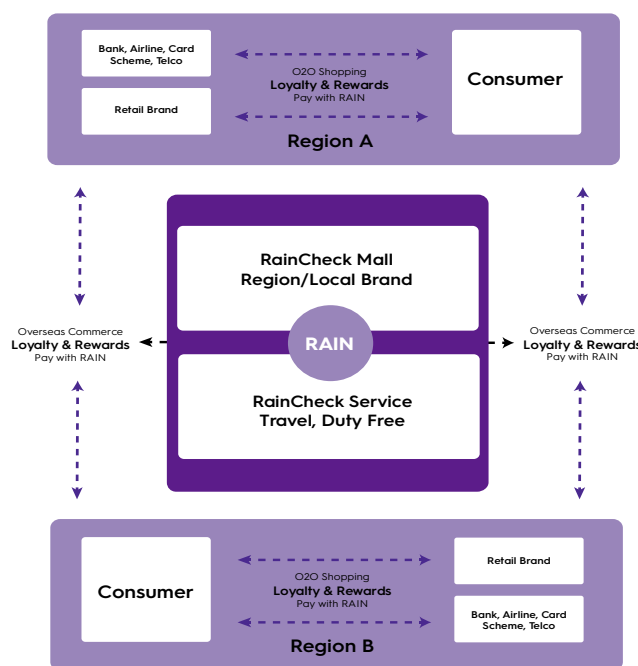 Bank, Airline, Card
Scheme, Telco
Retail Brand
O2O Shopping
Loyalty & Rewards
Pay with RAIN
Consumer
Region A
RainCheck Mall
Region/Local Brand
Overseas Commerce
Loyalty & Rewards
Pay with RAIN
RAIN
Overseas Commerce
Loyalty & Rewards
Pay with RAIN
RainCheck Service
Travel, Duty Free
Consumer
O2O Shopping
Loyalty & Rewards
Pay with RAIN
Retail Brand
Bank, Airline, Card
Scheme, Telco
Region B